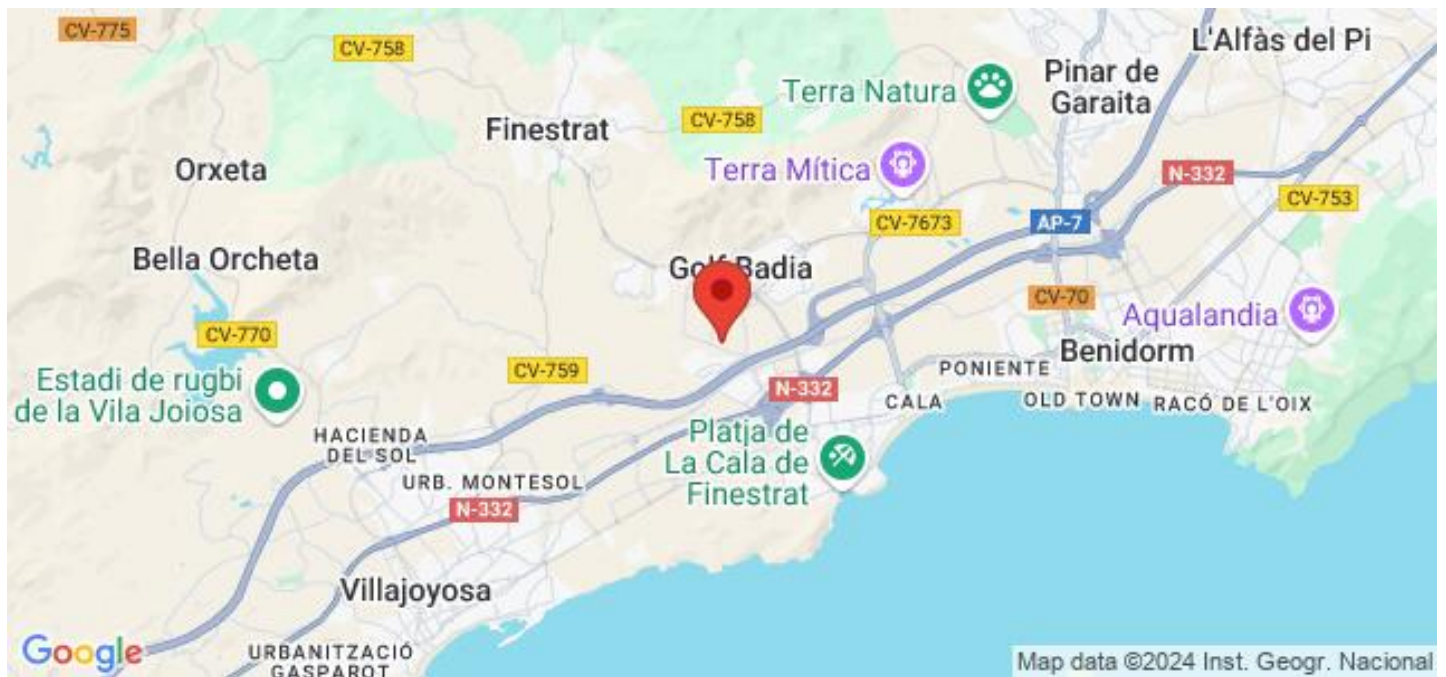 CV-775
CV-758
L'Alfàs del Pi
Pinar de
Garaita
Terra Natura
Finestrat
CV-758
Orxeta
Terra Mítica
N-332
CV-753
CV-7673
AP-7
Bella Orcheta
Golf Badia
CV-70
Aqualandia
CV-770
Benidorm
CV-759
PONIENTE
Estadi de rugbi
de la Vila Joiosa
N-332
CALA
OLD TOWN
RACÓ DE L'OIX
HACIENDA
DEL SOL
Platja de
La Cala de
Finestrat
URB. MONTESOL
N-332
Villajoyosa
URBANITZACIÓ
GASPAROT
Google
Map data ©2024 Inst. Geogr. Nacional